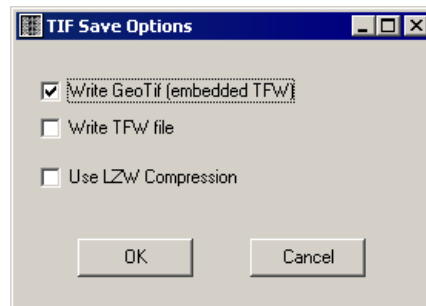 TIF Save Options
Write GeoTif (embedded TFW)
Write TFW file
Use LZW Compression
OK Cancel